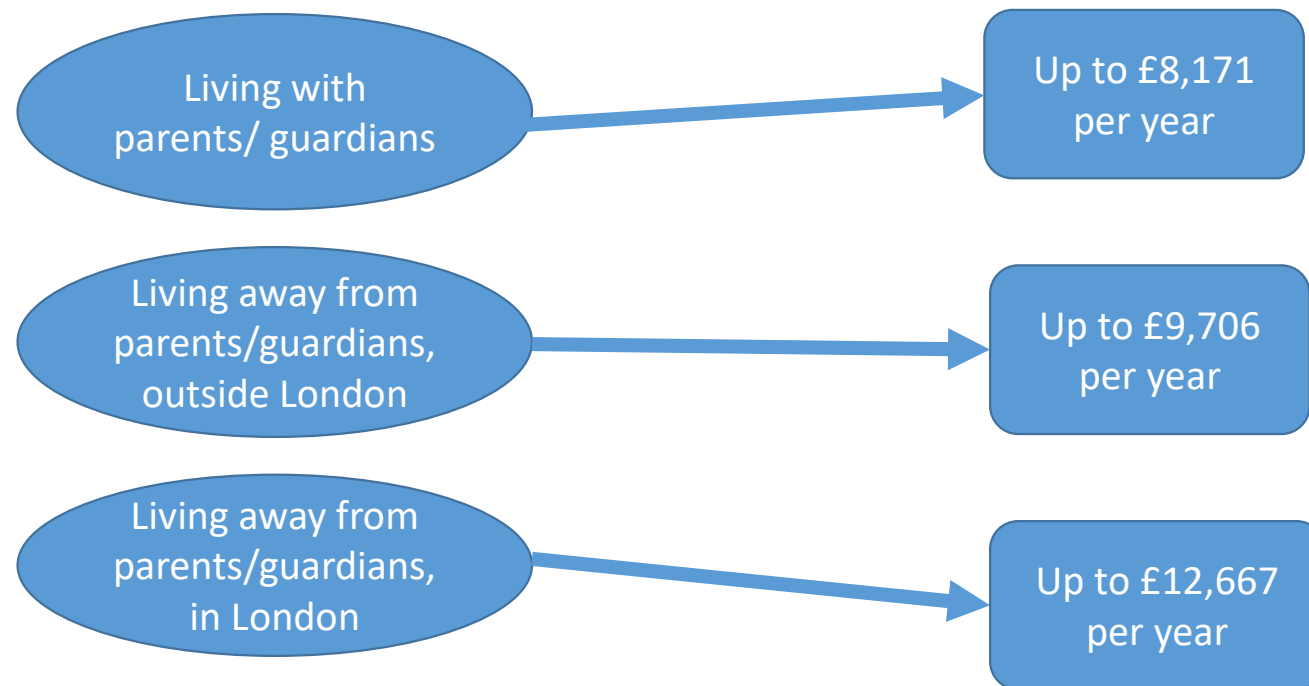 Living with
parents/ guardians
Up to £8,171
per year
Living away from
parents/guardians,
outside London
Up to £9,706
per year
Living away from
parents/guardians,
in London
Up to £12,667
per year